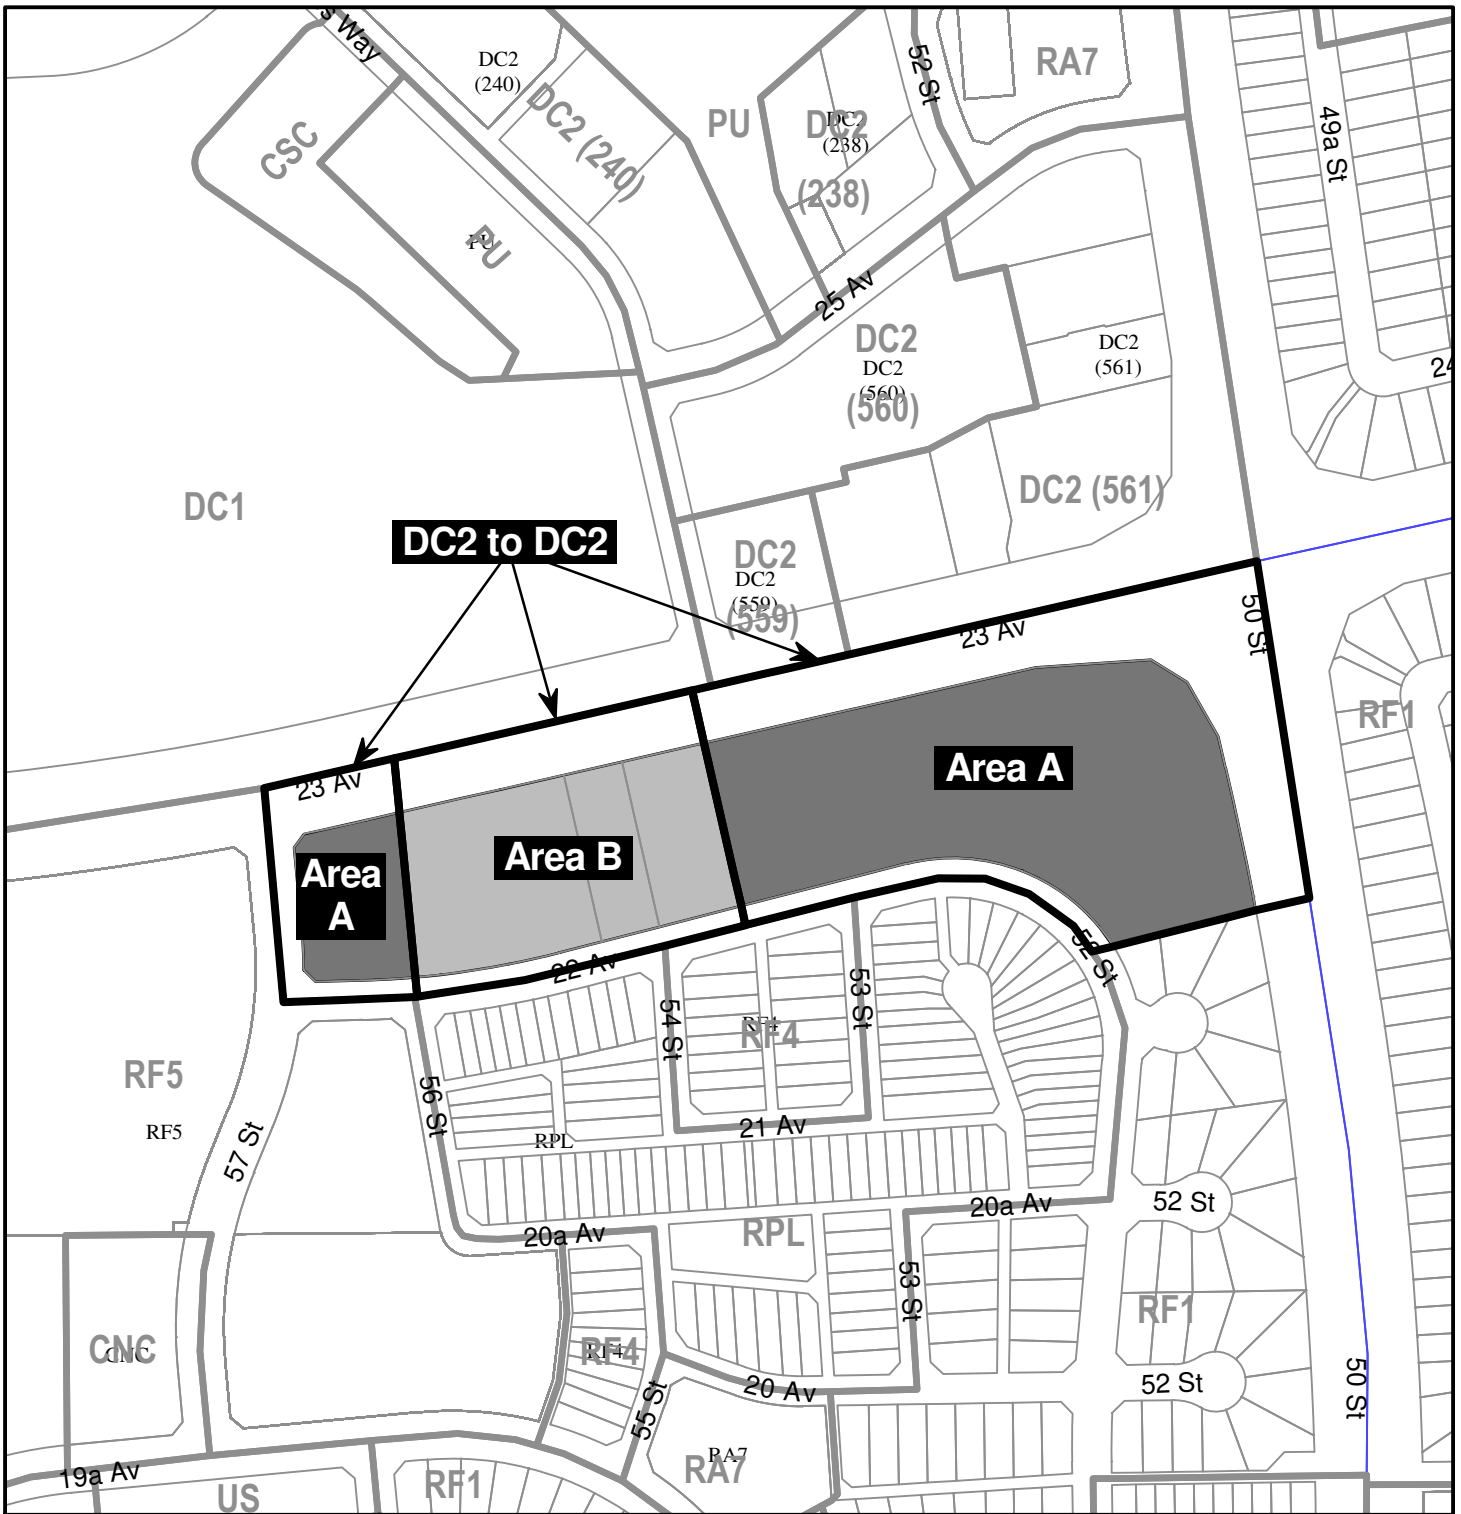 s Way
DC2
(240)
DC2 (240)
52 St
RA7
PU
DC2
(238)
DC2
(238)
49a St
CSC
PU
PU
25 Av
DC2
DC2
(560)
(560)
DC2
(561)
24
DC1
DC2 (561)
DC2 to DC2
DC2
DC2
(559)
(559)
23 Av
50 St
RF1
23 Av
Area A
Area B
Area
A
22 Av
52 St
54 St
53 St
RF4
RF4
RF5
RF5
56 St
57 St
21 Av
RPL
20a Av
52 St
20a Av
RPL
53 St
RF1
CNC
CNC
RF4
RF4
20 Av
52 St
50 St
55 St
RA7
RA7
19a Av
US
RF1